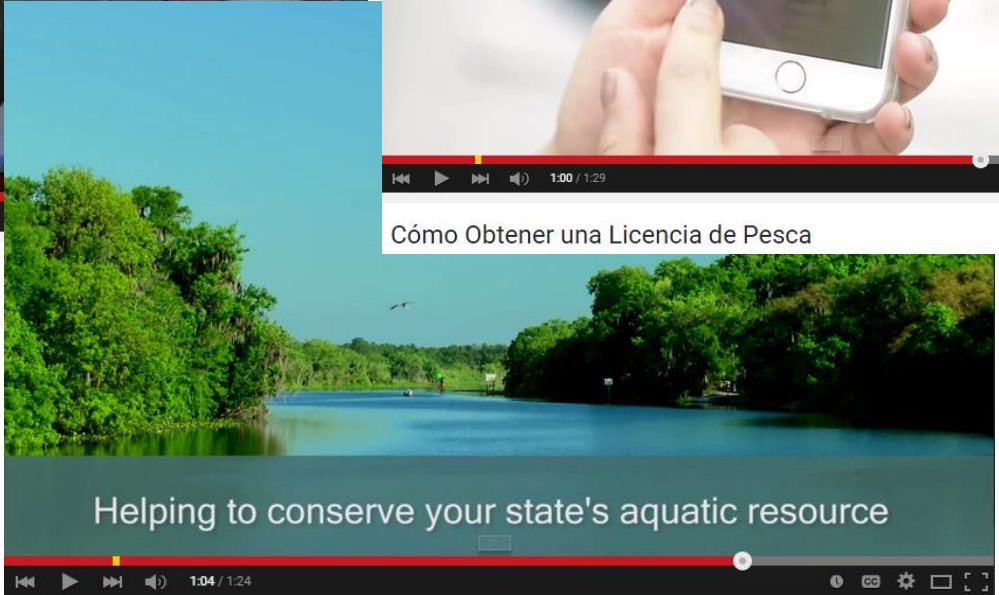 1:00 / 1:29
Cómo Obtener una Licencia de Pesca
Helping to conserve your state's aquatic resource
1:04 / 1:24
CC